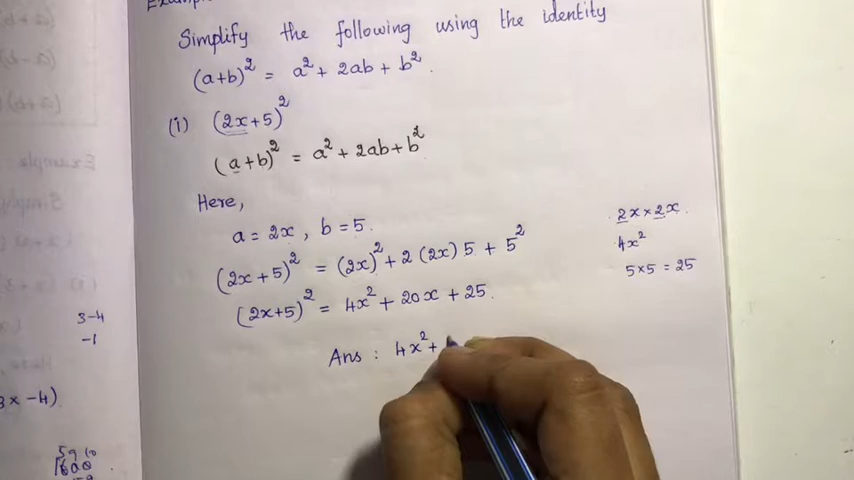 Example
Simplify the following using the identity
(a+b)² = a² + 2ab + b².
(i) (2x+5)²
(a+b)² = a² + 2ab + b²
Here,
a = 2x, b = 5.
(2x+5)² = (2x)² + 2(2x)5 + 5²
(2x+5)² = 4x² + 20x + 25.
Ans : 4x² +
2x × 2x.
4x²
5×5 = 25
3-4
-1
x -4)